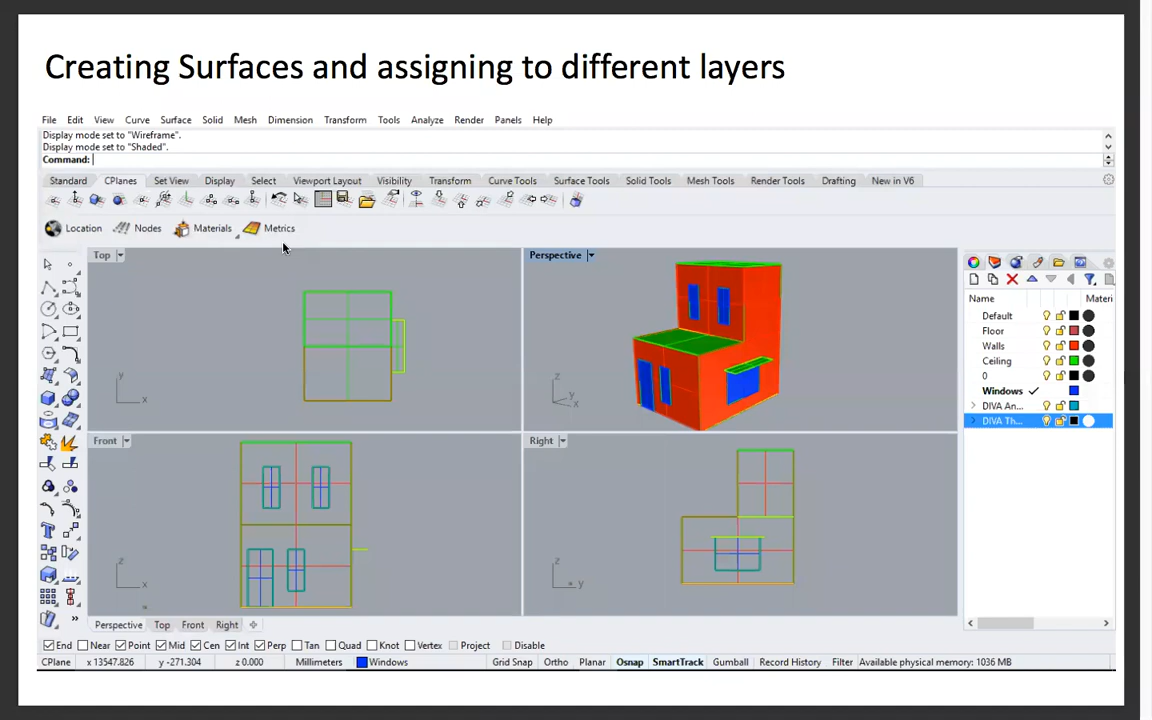 Creating Surfaces and assigning to different layers
File Edit View Curve Surface Solid Mesh Dimension Transform Tools Analyze Render Panels Help
Display mode set to "Wireframe".
Display mode set to "Shaded".
Command:
Standard CPlanes Set View Display Select Viewport Layout Visibility Transform Curve Tools Surface Tools Solid Tools Mesh Tools Render Tools Drafting New in V6
Location Nodes Materials Metrics
Top
z
y
x
Perspective
z
x
y
Name Materi
Default
Floor
Walls
Ceiling
0
Windows
DIVA An...
DIVA Th...
Front
z
x
Right
z
y
Perspective Top Front Right
End Near Point Mid Cen Int Perp Tan Quad Knot Vertex Project Disable
CPlane x 13547.826 y -271.304 z 0.000 Millimeters Windows Grid Snap Ortho Planar Osnap SmartTrack Gumball Record History Filter Available physical memory: 1036 MB